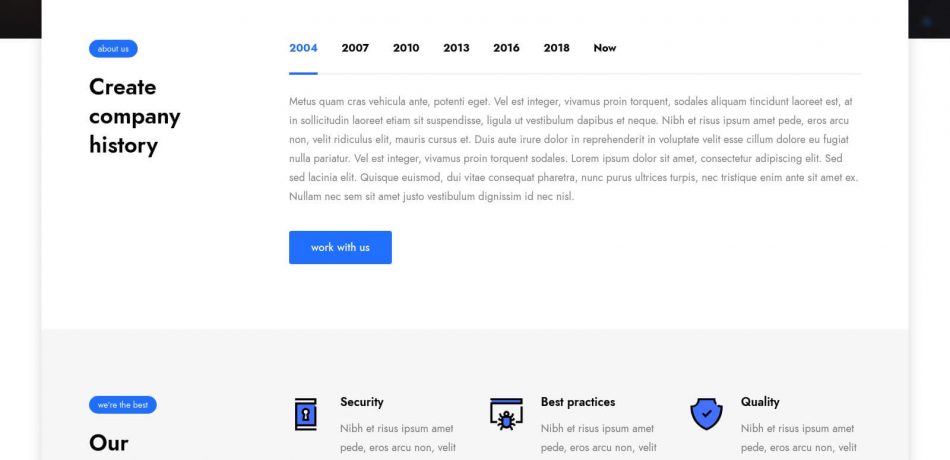 about us
Create
company
history
2004 2007 2010 2013 2016 2018 Now
Metus quam cras vehicula ante, potenti eget. Vel est integer, vivamus proin torquent, sodales aliquam tincidunt laoreet est, at
in sollicitudin laoreet etiam sit suspendisse, ligula ut vestibulum dapibus et neque. Nibh et risus ipsum amet pede, eros arcu
non, velit ridiculus elit, mauris cursus et. Duis aute irure dolor in reprehenderit in voluptate velit esse cillum dolore eu fugiat
nulla pariatur. Vel est integer, vivamus proin torquent sodales. Lorem ipsum dolor sit amet, consectetur adipiscing elit. Sed
sed lacinia elit. Quisque euismod, dui vitae consequat pharetra, nunc purus ultrices turpis, nec tristique enim ante sit amet ex.
Nullam nec sem sit amet justo vestibulum dignissim id nec nisl.
work with us
we're the best
Our
Security
Nibh et risus ipsum amet
pede, eros arcu non, velit
Best practices
Nibh et risus ipsum amet
pede, eros arcu non, velit
Quality
Nibh et risus ipsum amet
pede, eros arcu non, velit